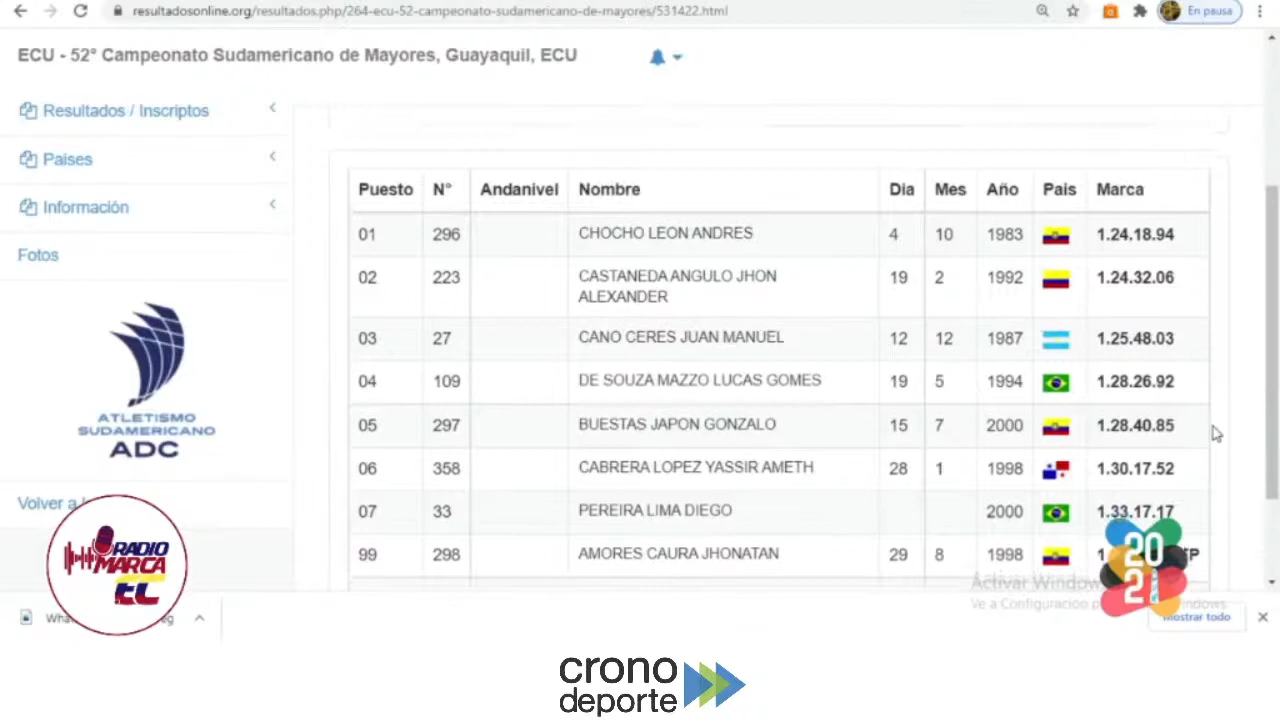 resultadosonline.org/resultados.php/264-ecu-52-campeonato-sudamericano-de-mayores/531422.html
En pausa
ECU - 52° Campeonato Sudamericano de Mayores, Guayaquil, ECU
Resultados / Inscriptos
Paises
Información
Fotos
ATLETISMO
SUDAMERICANO
ADC
Volver a
RADIO
MARCA
EC
Puesto N° Andanivel Nombre Dia Mes Año Pais Marca
01 296 CHOCHO LEON ANDRES 4 10 1983 1.24.18.94
02 223 CASTANEDA ANGULO JHON 19 2 1992 1.24.32.06
ALEXANDER
03 27 CANO CERES JUAN MANUEL 12 12 1987 1.25.48.03
04 109 DE SOUZA MAZZO LUCAS GOMES 19 5 1994 1.28.26.92
05 297 BUESTAS JAPON GONZALO 15 7 2000 1.28.40.85
06 358 CABRERA LOPEZ YASSIR AMETH 28 1 1998 1.30.17.52
07 33 PEREIRA LIMA DIEGO 2000 1.33.17.17
99 298 AMORES CAURA JHONATAN 29 8 1998
2021
Activar Window
Ve a Configuración
Mostrar todo
crono
deporte